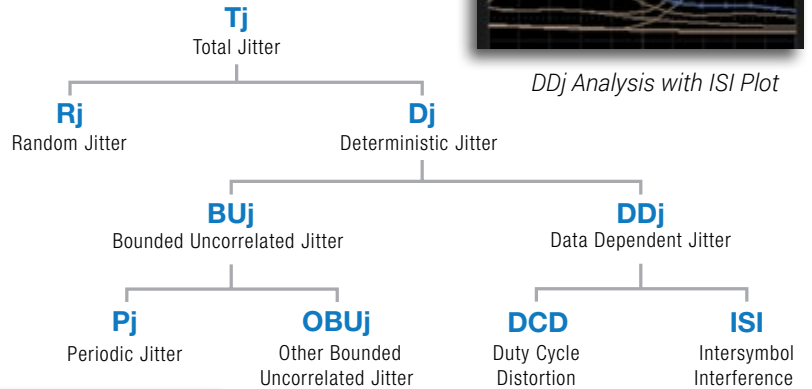 Tj
Total Jitter
DDj Analysis with ISI Plot
Rj
Random Jitter
Dj
Deterministic Jitter
BUj
Bounded Uncorrelated Jitter
DDj
Data Dependent Jitter
Pj
Periodic Jitter
OBUj
Other Bounded
Uncorrelated Jitter
DCD
Duty Cycle
Distortion
ISI
Intersymbol
Interference